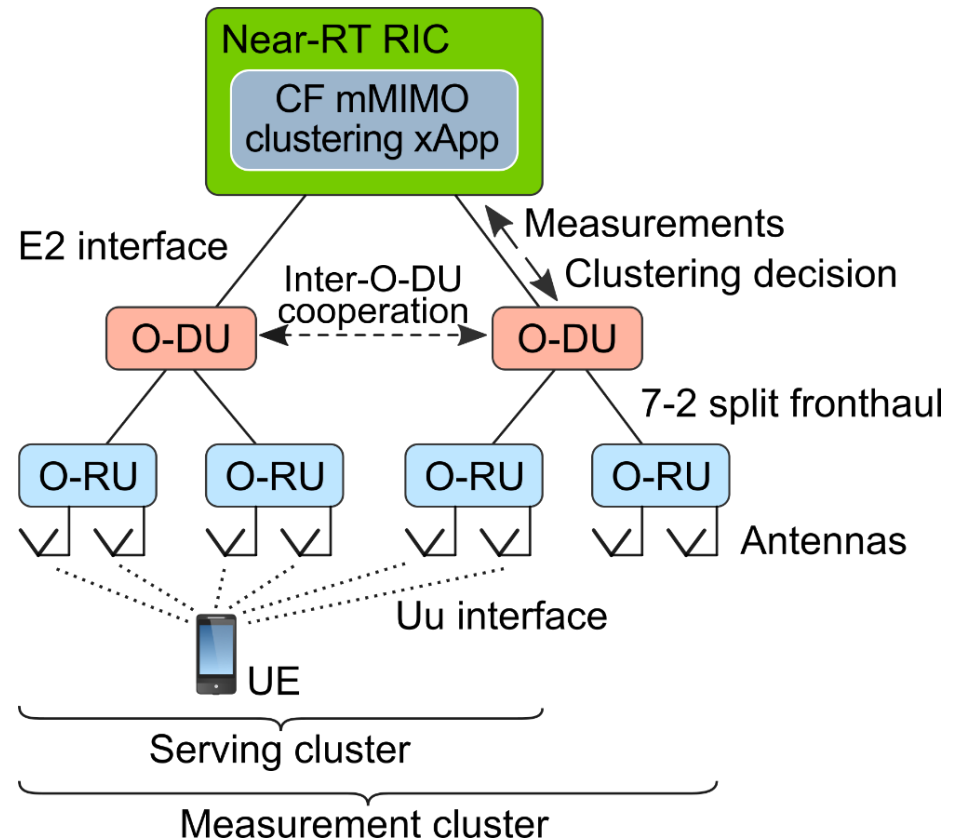 Near-RT RIC
CF mMIMO
clustering xApp
E2 interface
Measurements
Clustering decision
Inter-O-DU
cooperation
O-DU
O-DU
7-2 split fronthaul
O-RU
O-RU
O-RU
O-RU
Antennas
Uu interface
UE
Serving cluster
Measurement cluster